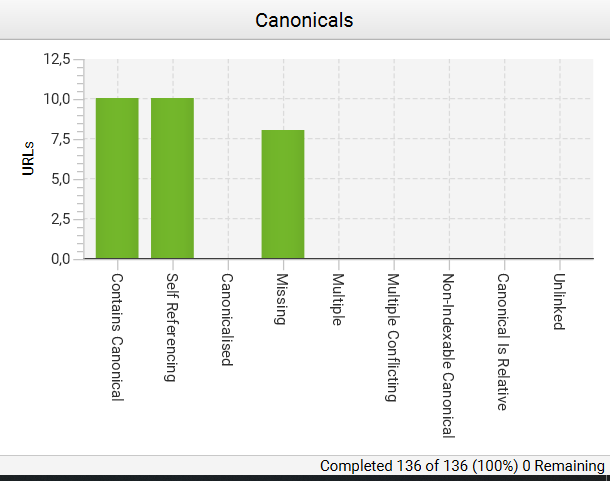 Canonicals
12,5
10,0
7,5
5,0
2,5
0,0
URLs
Contains Canonical
Self Referencing
Canonicalised
Missing
Multiple
Multiple Conflicting
Non-Indexable Canonical
Canonical Is Relative
Unlinked
Completed 136 of 136 (100%) 0 Remaining